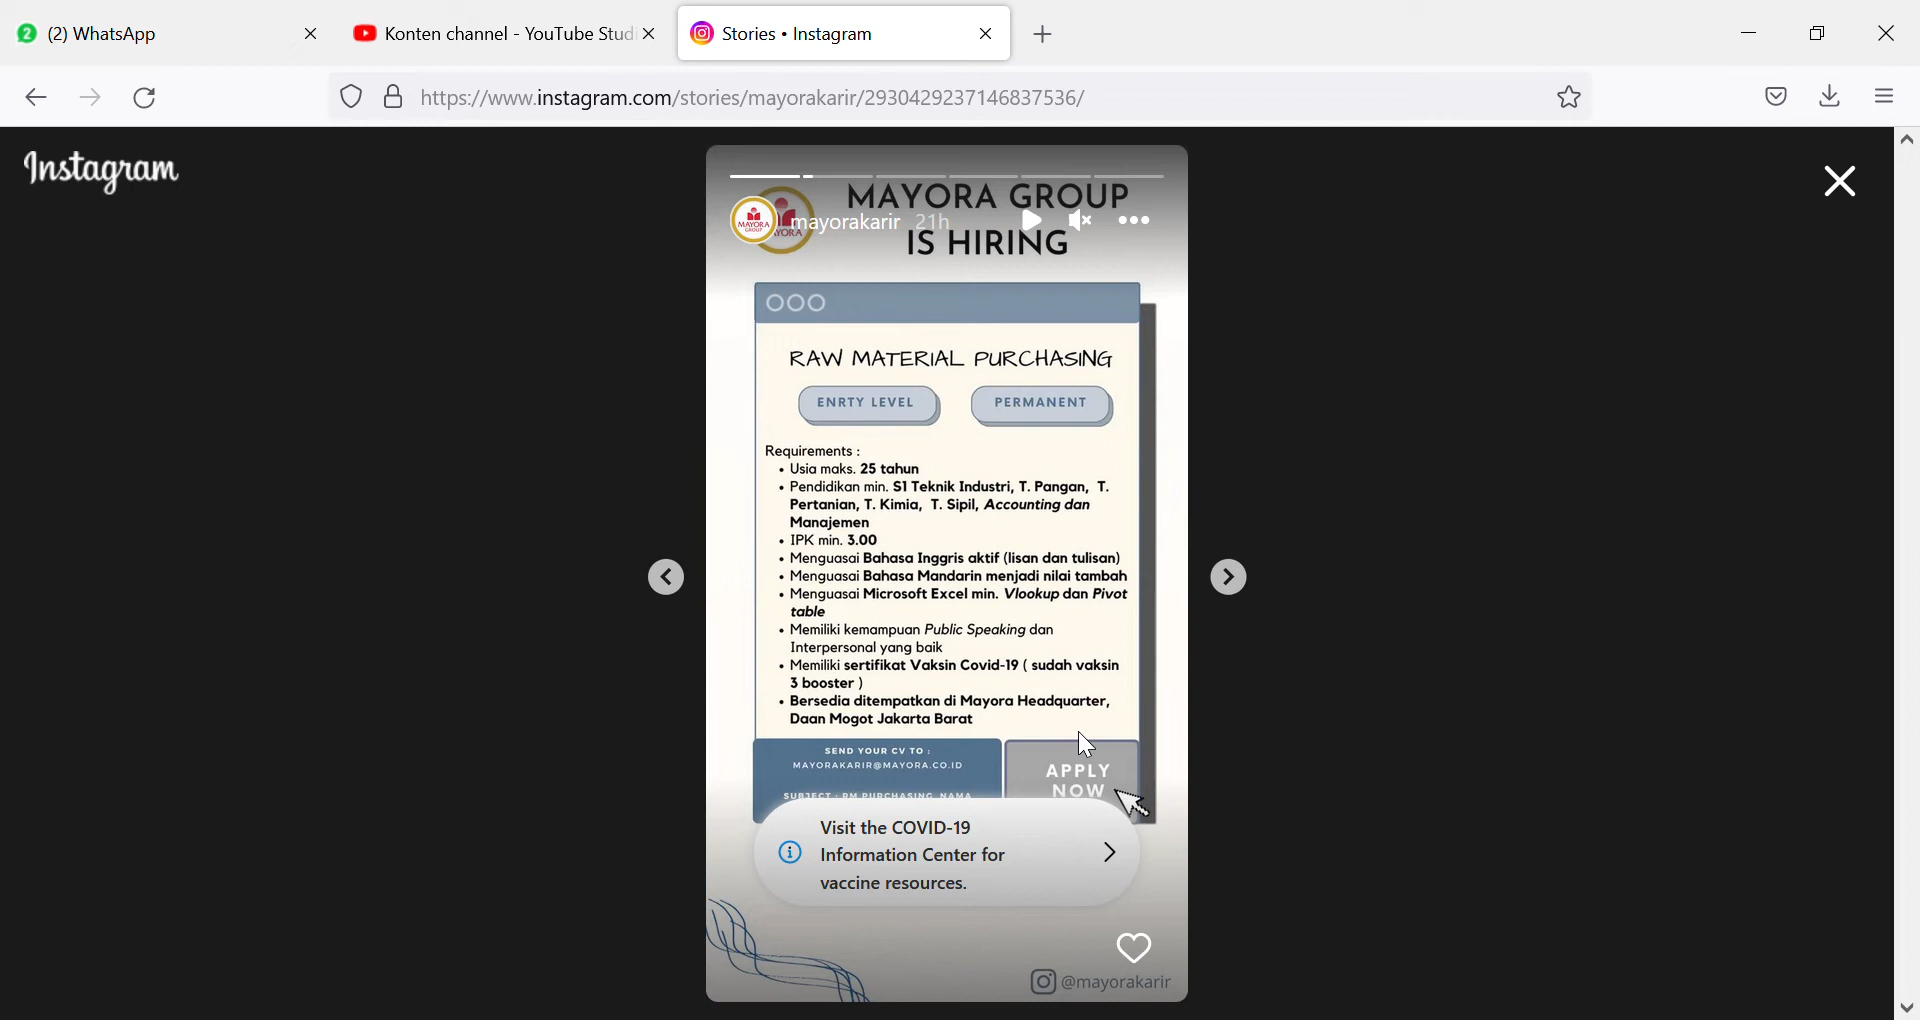 (2) WhatsApp
Konten channel - YouTube Studi
Stories • Instagram
https://www.instagram.com/stories/mayorakarir/2930429237146837536/
Instagram
MAYORA GROUP
mayorakarir 21h
IS HIRING
RAW MATERIAL PURCHASING
ENRTY LEVEL
PERMANENT
Requirements :
• Usia maks. 25 tahun
• Pendidikan min. S1 Teknik Industri, T. Pangan, T.
Pertanian, T. Kimia, T. Sipil, Accounting dan
Manajemen
• IPK min. 3.00
• Menguasai Bahasa Inggris aktif (lisan dan tulisan)
• Menguasai Bahasa Mandarin menjadi nilai tambah
• Menguasai Microsoft Excel min. Vlookup dan Pivot
table
• Memiliki kemampuan Public Speaking dan
Interpersonal yang baik
• Memiliki sertifikat Vaksin Covid-19 ( sudah vaksin
3 booster )
• Bersedia ditempatkan di Mayora Headquarter,
Daan Mogot Jakarta Barat
SEND YOUR CV TO :
MAYORAKARIR@MAYORA.CO.ID
SUBJECT : RM PURCHASING_NAMA
APPLY
NOW
Visit the COVID-19
Information Center for
vaccine resources.
@mayorakarir